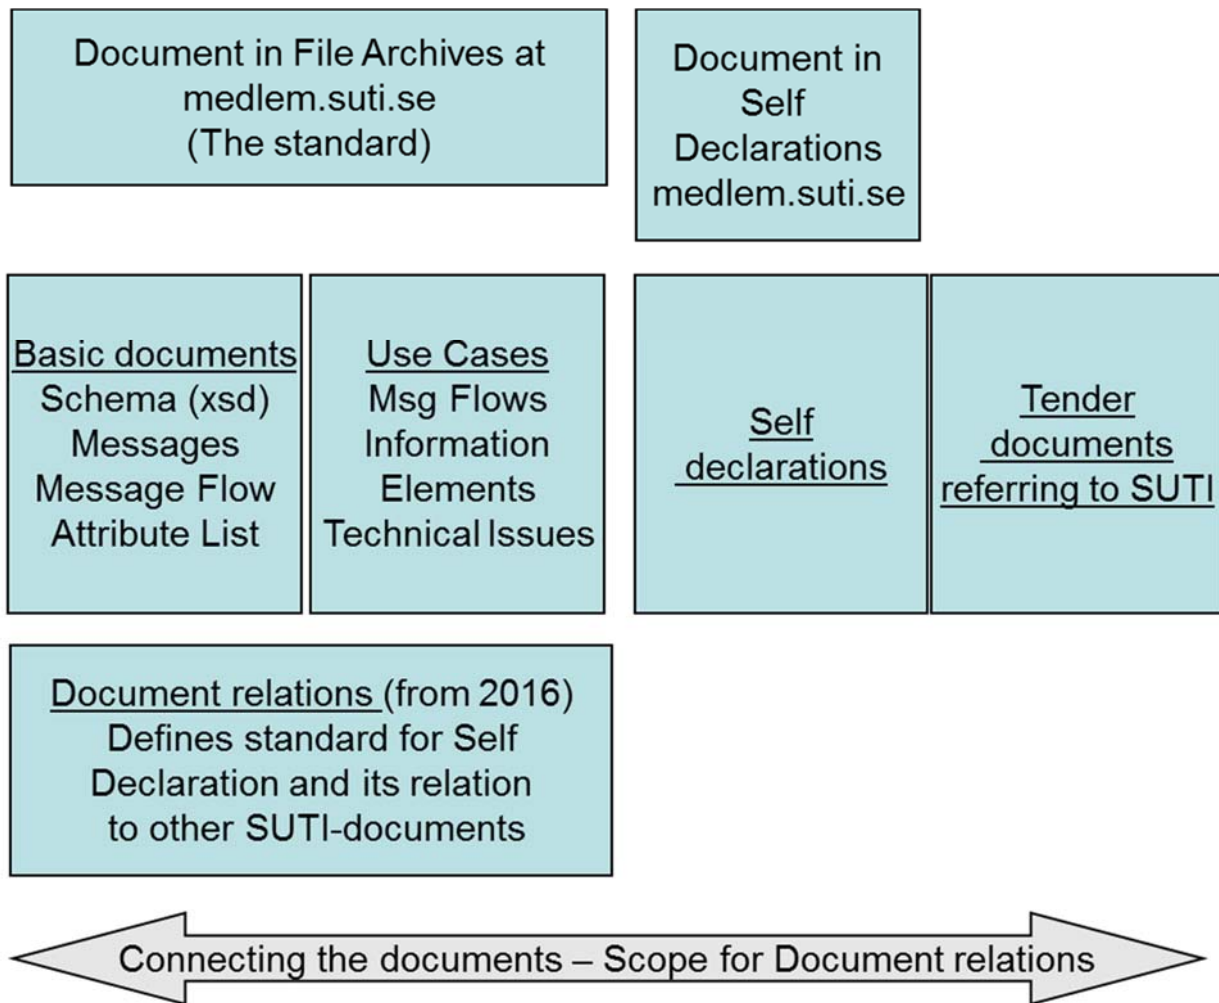 Document in File Archives at
medlem.suti.se
(The standard)
Document in
Self
Declarations
medlem.suti.se
Basic documents
Schema (xsd)
Messages
Message Flow
Attribute List
Use Cases
Msg Flows
Information
Elements
Technical Issues
Self
declarations
Tender
documents
referring to SUTI
Document relations (from 2016)
Defines standard for Self
Declaration and its relation
to other SUTI-documents
Connecting the documents – Scope for Document relations